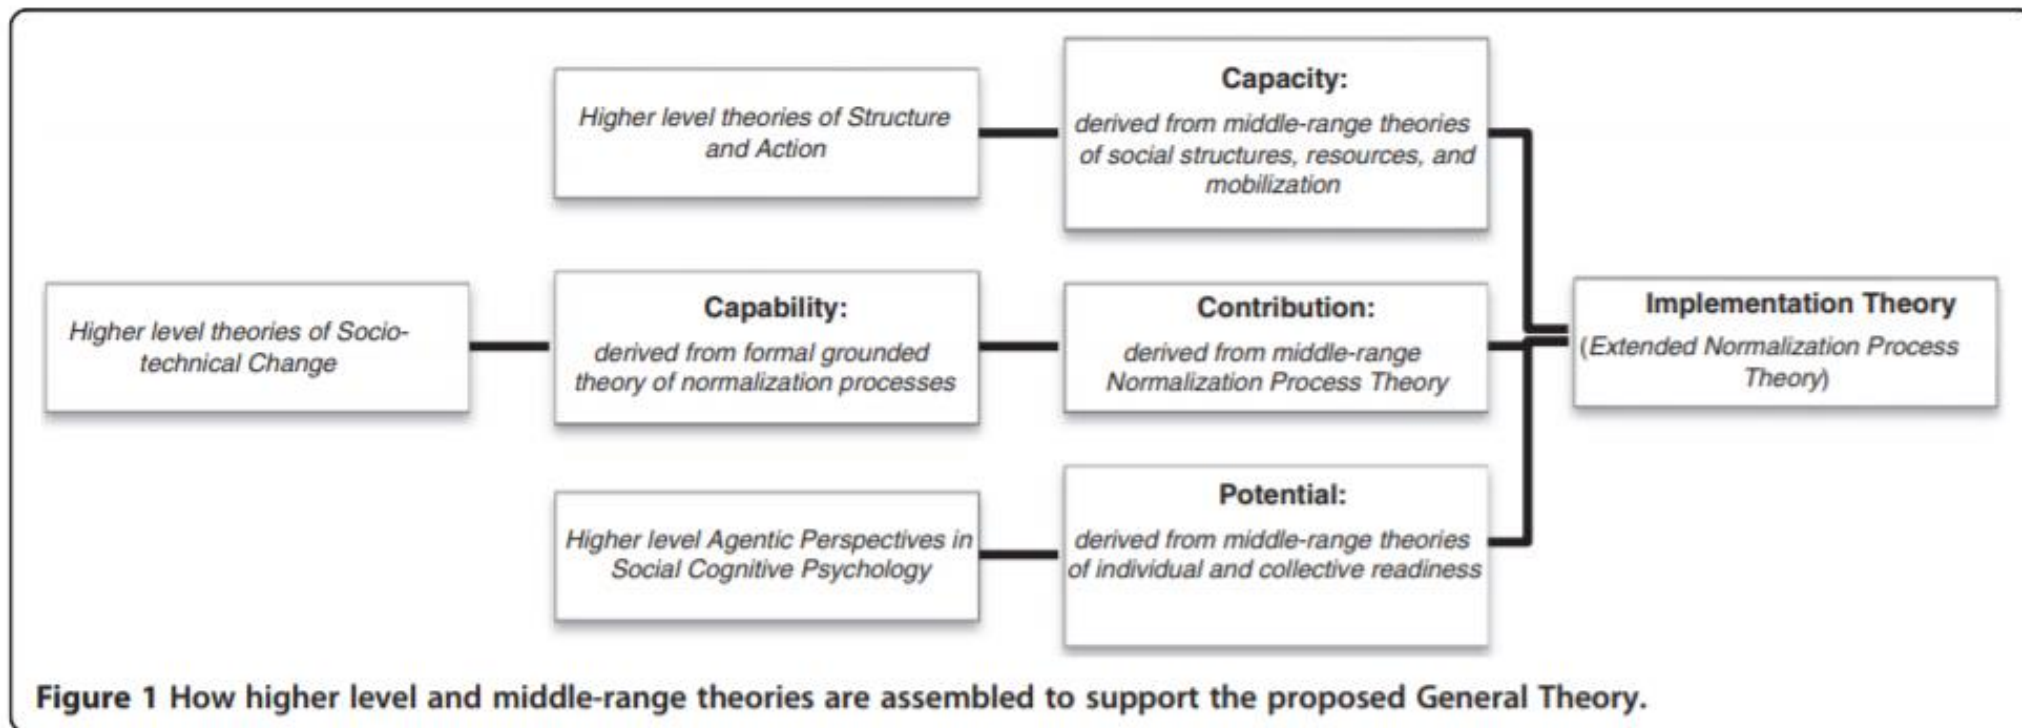 Higher level theories of Structure
and Action
Capacity:
derived from middle-range theories
of social structures, resources, and
mobilization
Higher level theories of Socio-
technical Change
Capability:
derived from formal grounded
theory of normalization processes
Contribution:
derived from middle-range
Normalization Process Theory
Implementation Theory
(Extended Normalization Process
Theory)
Higher level Agentic Perspectives in
Social Cognitive Psychology
Potential:
derived from middle-range theories
of individual and collective readiness
Figure 1 How higher level and middle-range theories are assembled to support the proposed General Theory.